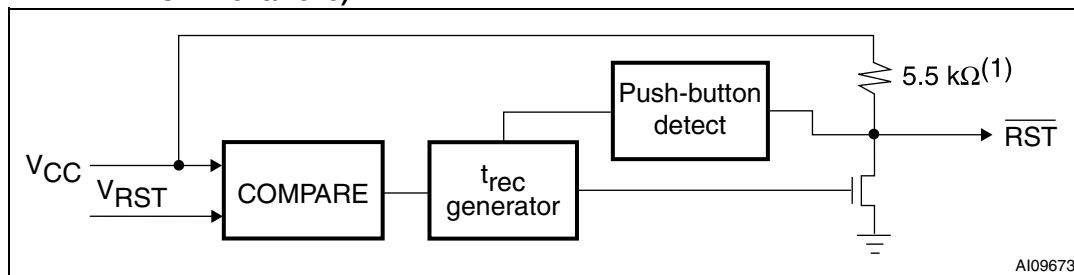 5.5 kΩ(1)
Push-button
detect
RST
VCC
VRST
COMPARE
trec
generator
AI09673